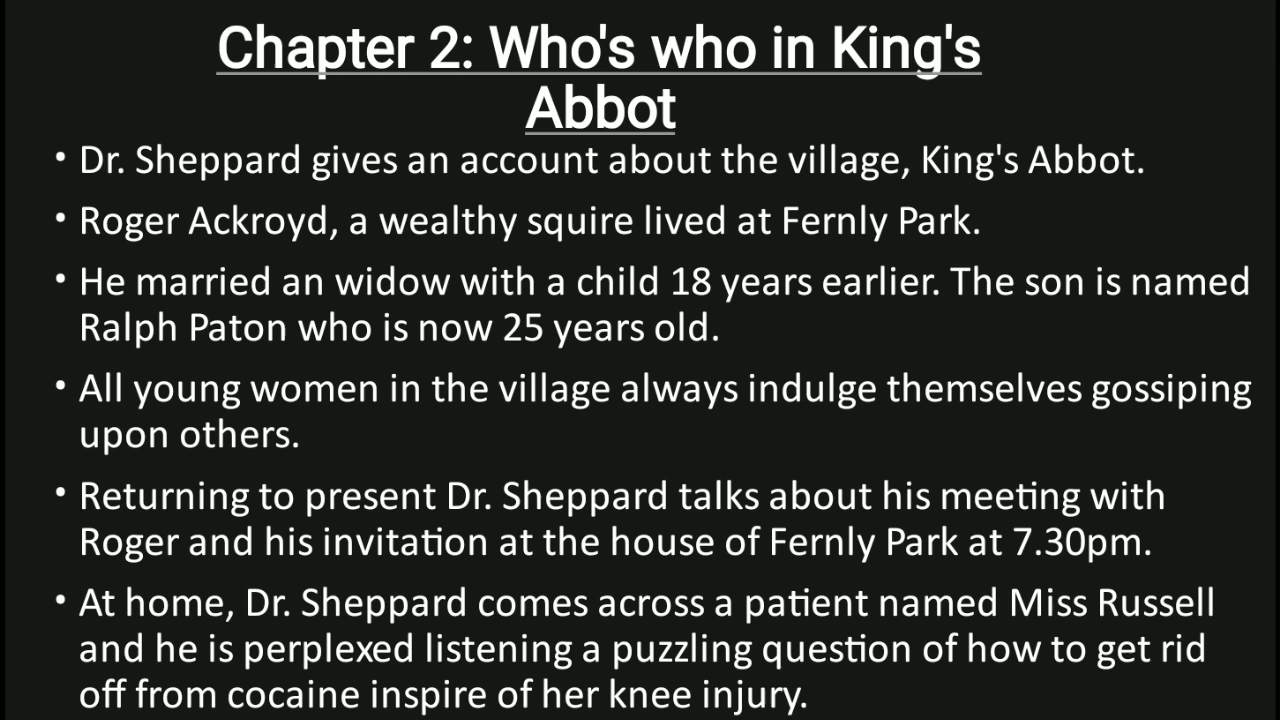 Chapter 2: Who's who in King's
Abbot
• Dr. Sheppard gives an account about the village, King's Abbot.
• Roger Ackroyd, a wealthy squire lived at Fernly Park.
• He married an widow with a child 18 years earlier. The son is named
Ralph Paton who is now 25 years old.
• All young women in the village always indulge themselves gossiping
upon others.
• Returning to present Dr. Sheppard talks about his meeting with
Roger and his invitation at the house of Fernly Park at 7.30pm.
• At home, Dr. Sheppard comes across a patient named Miss Russell
and he is perplexed listening a puzzling question of how to get rid
off from cocaine inspire of her knee injury.